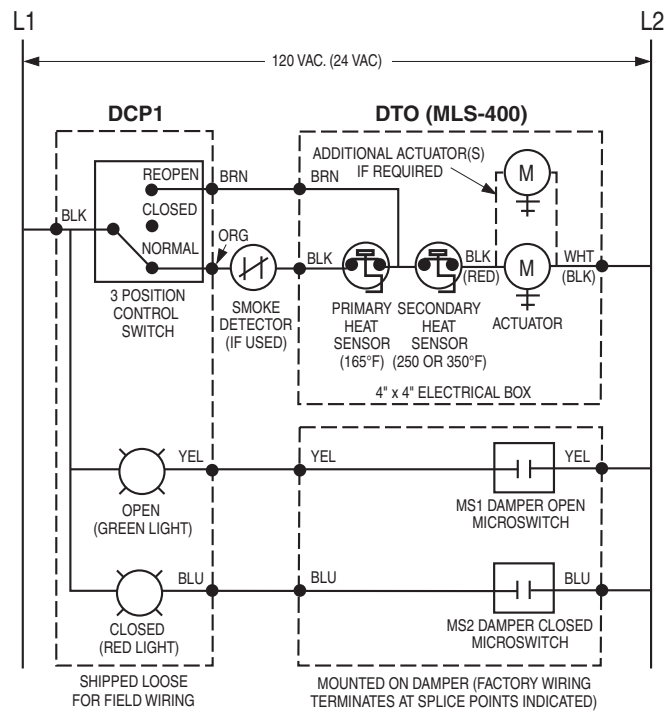 L1
L2
120 VAC. (24 VAC)
DCP1
DTO (MLS-400)
ADDITIONAL ACTUATOR(S)
IF REQUIRED
M
REOPEN
BRN
BRN
CLOSED
BLK
NORMAL
ORG
BLK
BLK
(RED)
M
WHT
(BLK)
3 POSITION
CONTROL
SWITCH
SMOKE
DETECTOR
(IF USED)
PRIMARY
HEAT
SENSOR
(165°F)
SECONDARY
HEAT
SENSOR
(250 OR 350°F)
ACTUATOR
4" x 4" ELECTRICAL BOX
YEL
YEL
YEL
OPEN
(GREEN LIGHT)
MS1 DAMPER OPEN
MICROSWITCH
BLU
BLU
BLU
CLOSED
(RED LIGHT)
MS2 DAMPER CLOSED
MICROSWITCH
SHIPPED LOOSE
FOR FIELD WIRING
MOUNTED ON DAMPER (FACTORY WIRING
TERMINATES AT SPLICE POINTS INDICATED)